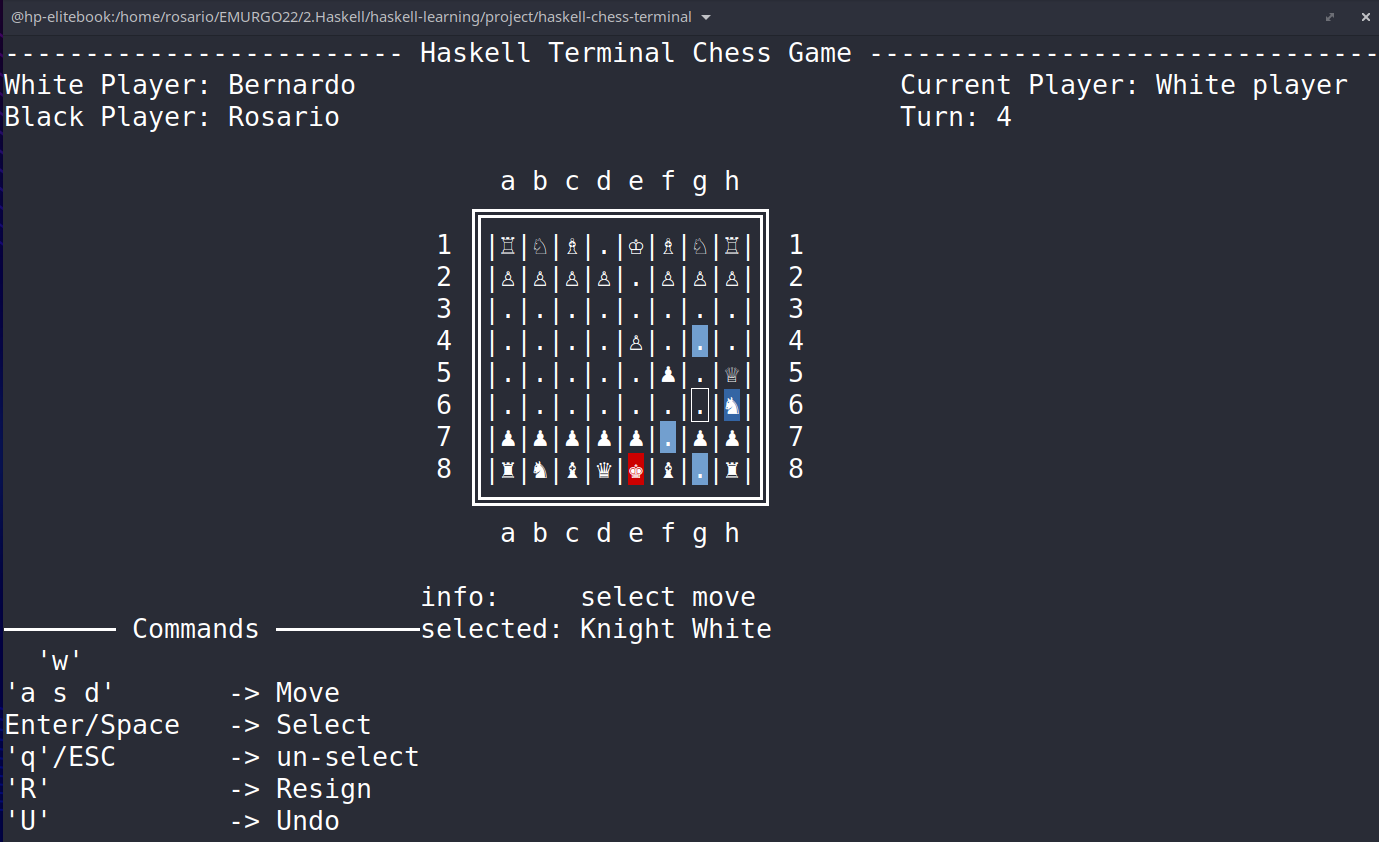 @hp-elitebook:/home/rosario/EMURGO22/2.Haskell/haskell-learning/project/haskell-chess-terminal
------------------------- Haskell Terminal Chess Game --------------------------------
White Player: Bernardo Current Player: White player
Black Player: Rosario Turn: 4
a b c d e f g h
1 |♖|♘|♗|.|♔|♗|♘|♖| 1
2 |♙|♙|♙|♙|.|♙|♙|♙| 2
3 |.|.|.|.|.|.|.|.| 3
4 |.|.|.|.|♙|.|.|.| 4
5 |.|.|.|.|.|♟|.|♕| 5
6 |.|.|.|.|.|.|.|♞| 6
7 |♟|♟|♟|♟|♟|.|♟|♟| 7
8 |♜|♞|♝|♛|♚|♝|.|♜| 8
a b c d e f g h
info: select move
Commands selected: Knight White
'w'
'a s d' -> Move
Enter/Space -> Select
'q'/ESC -> un-select
'R' -> Resign
'U' -> Undo